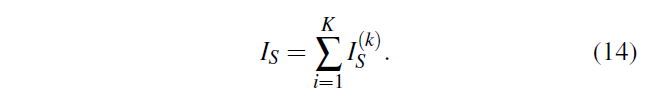 I_S = \sum_{i=1}^{K} I_S^{(k)}. (14)